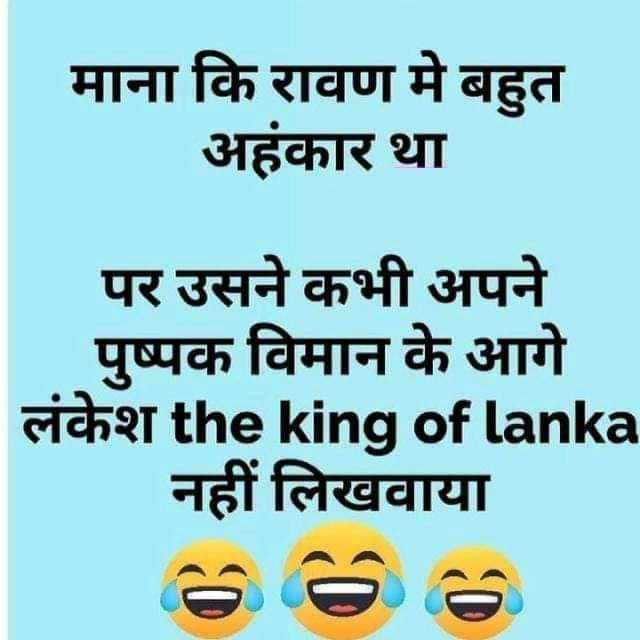 माना कि रावण मे बहुत
अहंकार था
पर उसने कभी अपने
पुष्पक विमान के आगे
लंकेश the king of lanka
नहीं लिखवाया